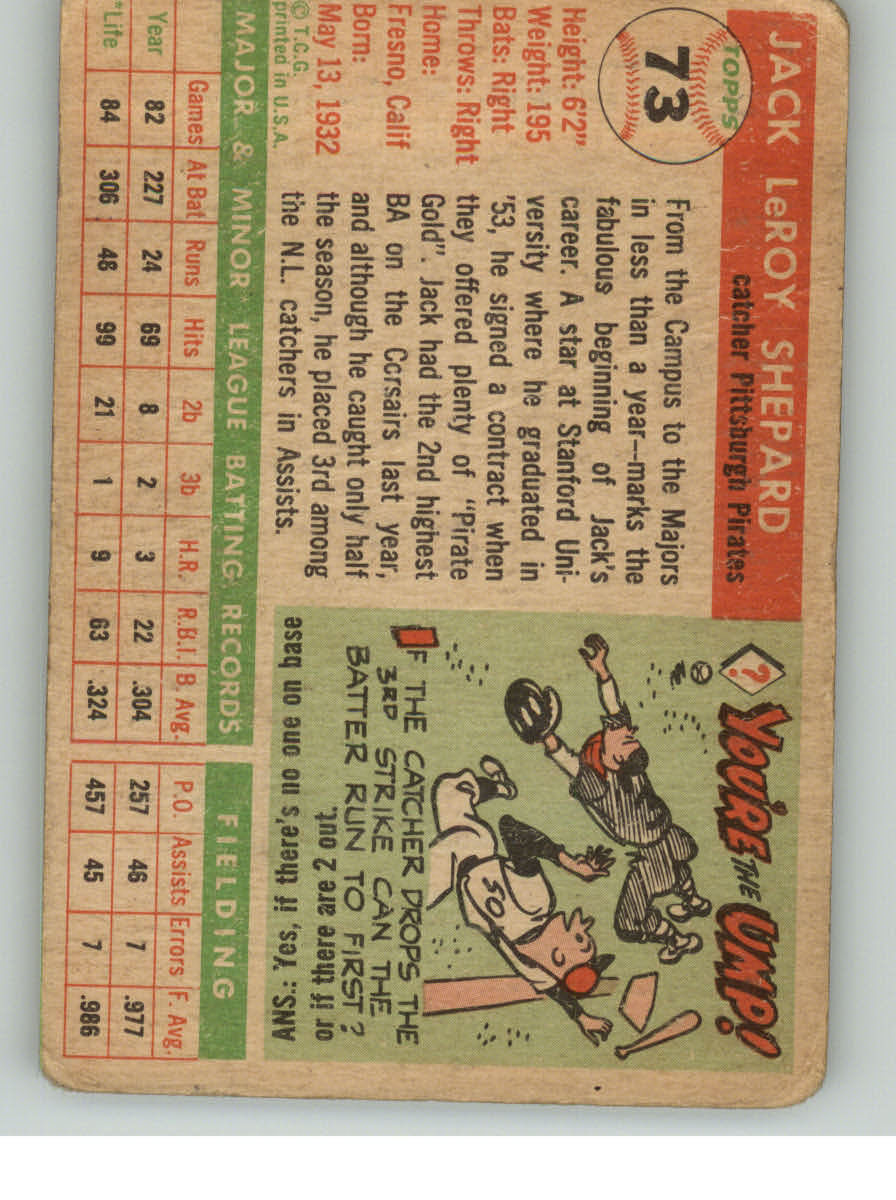 JACK LeROY SHEPARD
catcher Pittsburgh Pirates
TOPPS
73
Height: 6'2"
Weight: 195
Bats: Right
Throws: Right
Home:
Fresno, Calif
Born:
May 13, 1932
© T.C.G.
printed in U.S.A.
From the Campus to the Majors
in less than a year—marks the
fabulous beginning of Jack's
career. A star at Stanford Uni-
versity where he graduated in
'53, he signed a contract when
they offered plenty of "Pirate
Gold". Jack had the 2nd highest
BA on the Corsairs last year,
and although he caught only half
the season, he placed 3rd among
the N.L. catchers in Assists.
? YOU'RE THE UMP!
SO
IF THE CATCHER DROPS THE
3RD STRIKE CAN THE
BATTER RUN TO FIRST?
ANS.: Yes, if there's no one on base
or if there are 2 out.
MAJOR & MINOR LEAGUE BATTING RECORDS FIELDING
Games At Bat Runs Hits 2b 3b H.R. R.B.I. B. Avg. P.O. Assists Errors F. Avg.
Year 82 227 24 69 8 2 3 22 .304 257 46 7 .977
*Life 84 306 48 99 21 1 9 63 .324 457 45 7 .986